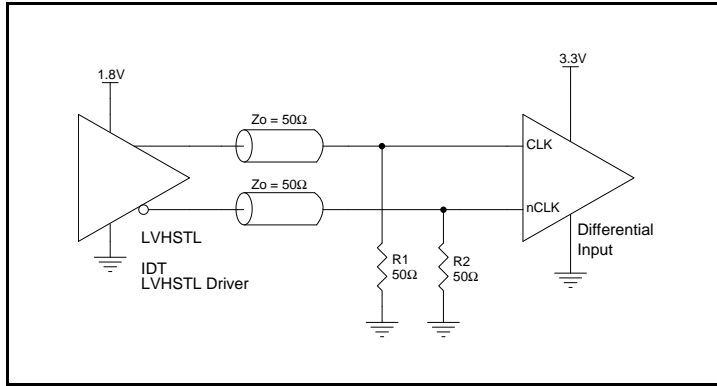 1.8V
3.3V
Zo = 50Ω
CLK
Zo = 50Ω
nCLK
Differential
Input
LVHSTL
IDT
LVHSTL Driver
R1
50Ω
R2
50Ω